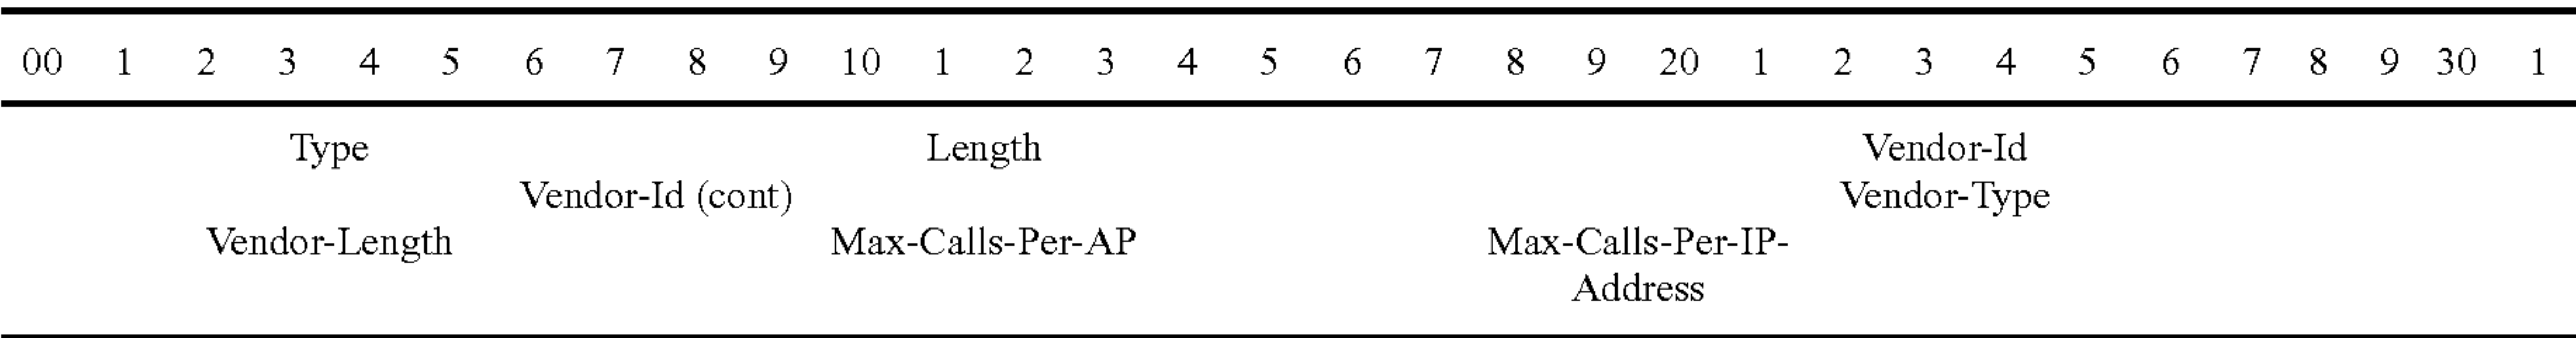 00 1 2 3 4 5 6 7 8 9 10 1 2 3 4 5 6 7 8 9 20 1 2 3 4 5 6 7 8 9 30 1
Type Length Vendor-Id
Vendor-Id (cont) Vendor-Type
Vendor-Length Max-Calls-Per-AP Max-Calls-Per-IP-
Address